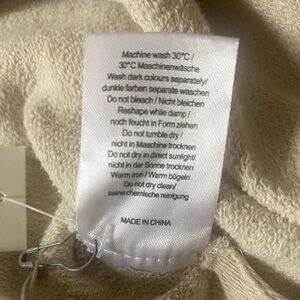 Machine wash 30°C/
30°C Maschinenwäsche
Wash dark colours separately/
dunkle farben separate waschen
Do not bleach / Nicht bleichen
Reshape while damp /
noch feucht in Form ziehen
Do not tumble dry /
nicht in Maschine trocknen
Do not dry in direct sunlight/
nicht in der Sonne trocknen
Warm iron / Warm bügeln
Do not dry clean/
keine chemische reinigung
MADE IN CHINA